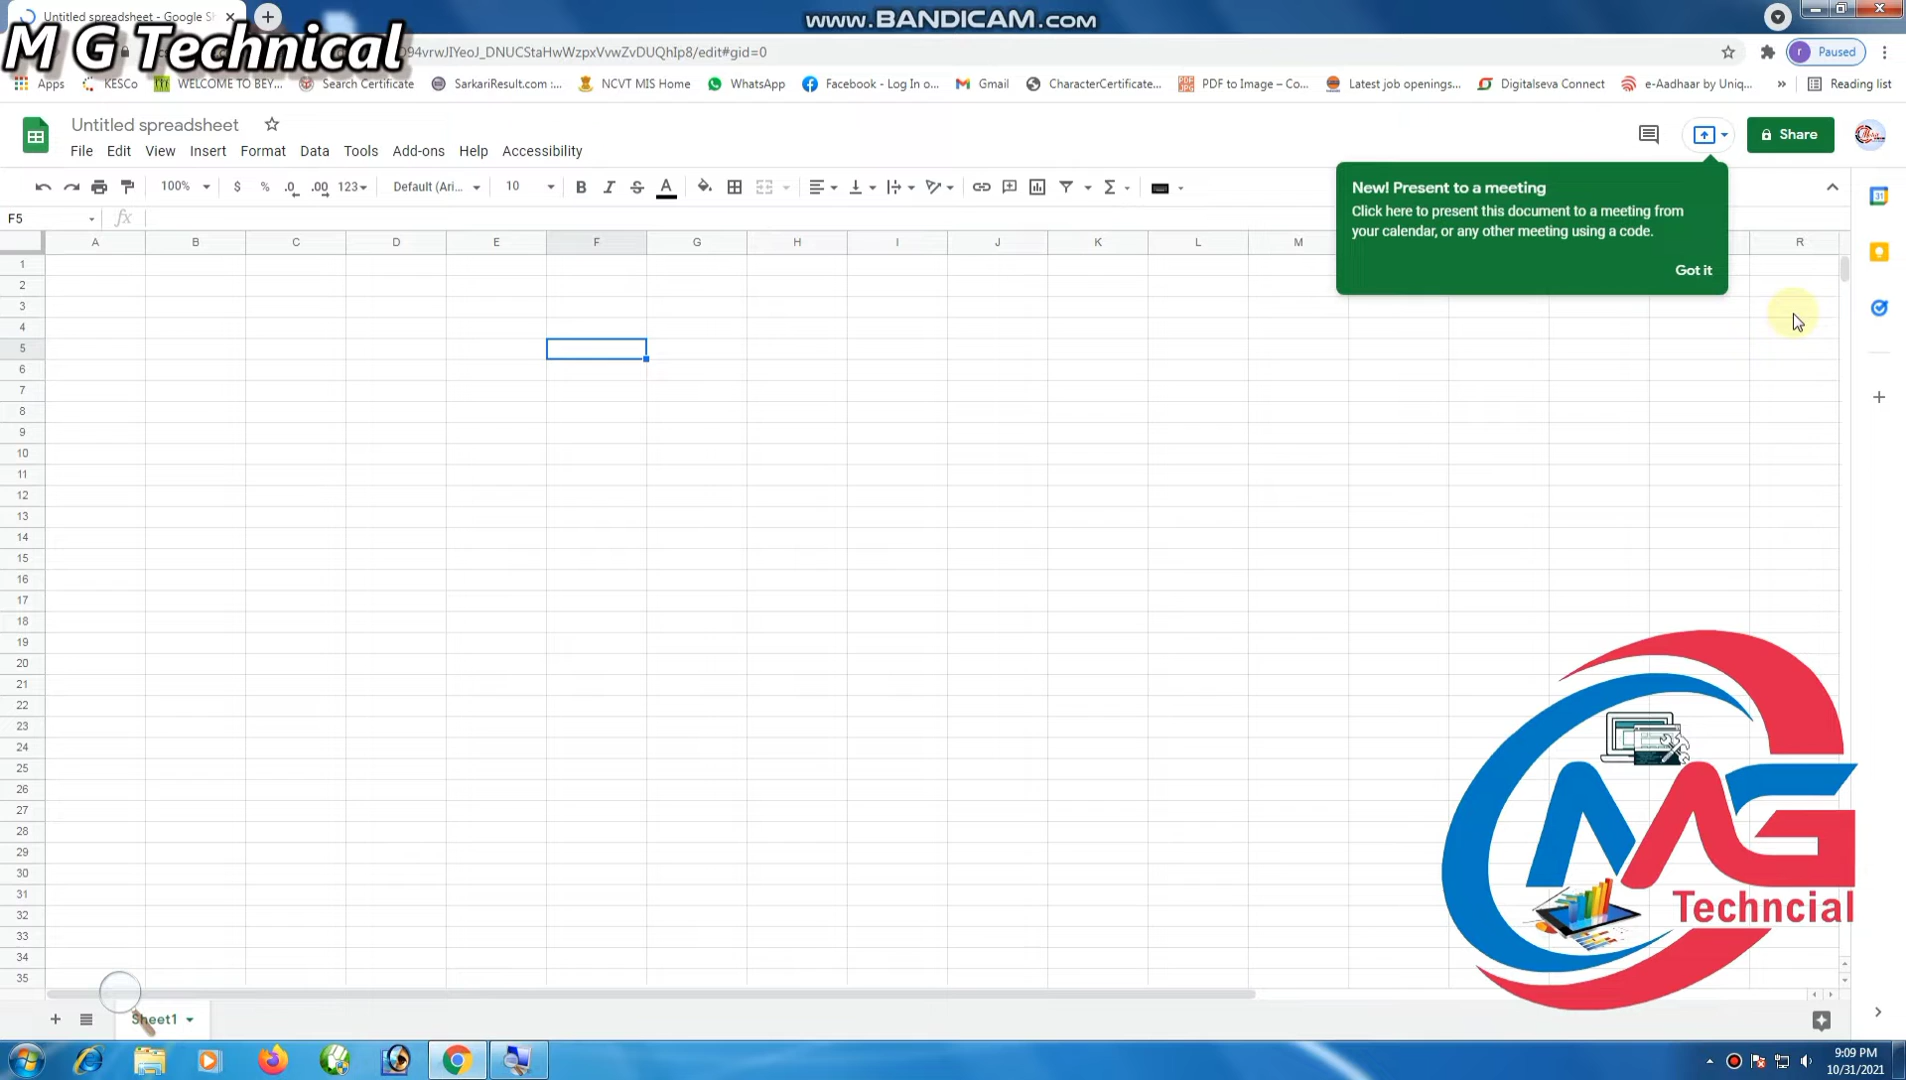 Untitled spreadsheet - Google Sh
www.BANDICAM.com
M G Technical
D94vrwJIYeoJ_DNUCStaHwWzpxVvwZvDUQhIp8/edit#gid=0
r Paused
Apps KESCo WELCOME TO BEY... Search Certificate SarkariResult.com :... NCVT MIS Home WhatsApp Facebook - Log In o... Gmail CharacterCertificate... PDF to Image – Co... Latest job openings... Digitalseva Connect e-Aadhaar by Uniq... » Reading list
Untitled spreadsheet
Share
File Edit View Insert Format Data Tools Add-ons Help Accessibility
100% $ % .0 .00 123 Default (Ari... 10 B I S A Σ
New! Present to a meeting
Click here to present this document to a meeting from
your calendar, or any other meeting using a code.
Got it
F5 fx
A B C D E F G H I J K L M R
1
2
3
4
5
6
7
8
9
10
11
12
13
14
15
16
17
18
19
20
21
22
23
24
25
26
27
28
29
30
31
32
33
34
35
MG
Techncial
Sheet1
9:09 PM
10/31/2021